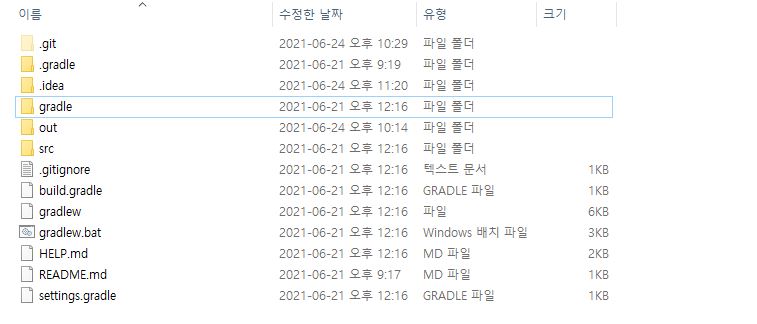 이름 수정한 날짜 유형 크기
.git 2021-06-24 오후 10:29 파일 폴더
.gradle 2021-06-21 오후 9:19 파일 폴더
.idea 2021-06-24 오후 11:20 파일 폴더
gradle 2021-06-21 오후 12:16 파일 폴더
out 2021-06-24 오후 10:14 파일 폴더
src 2021-06-21 오후 12:16 파일 폴더
.gitignore 2021-06-21 오후 12:16 텍스트 문서 1KB
build.gradle 2021-06-21 오후 12:16 GRADLE 파일 1KB
gradlew 2021-06-21 오후 12:16 파일 6KB
gradlew.bat 2021-06-21 오후 12:16 Windows 배치 파일 3KB
HELP.md 2021-06-21 오후 12:16 MD 파일 2KB
README.md 2021-06-21 오후 9:17 MD 파일 1KB
settings.gradle 2021-06-21 오후 12:16 GRADLE 파일 1KB